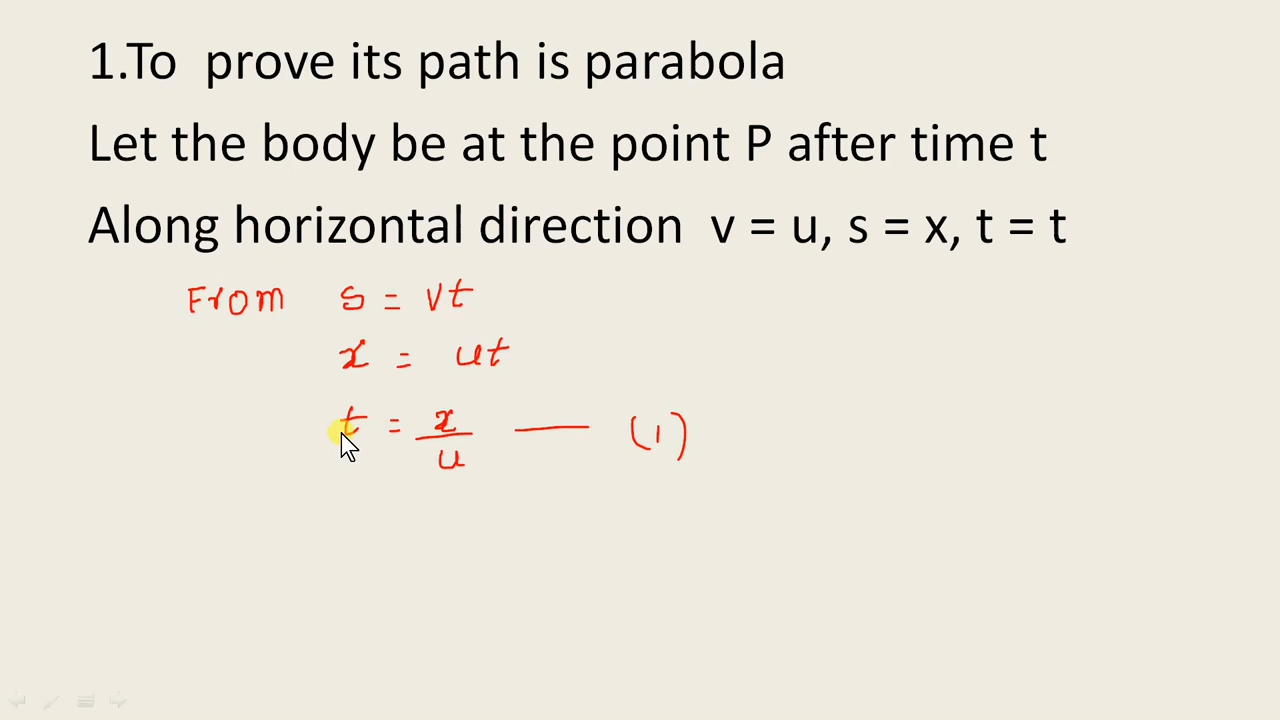 1.To prove its path is parabola
Let the body be at the point P after time t
Along horizontal direction v = u, s = x, t = t
From s = vt
x = ut
t = x/u — (1)